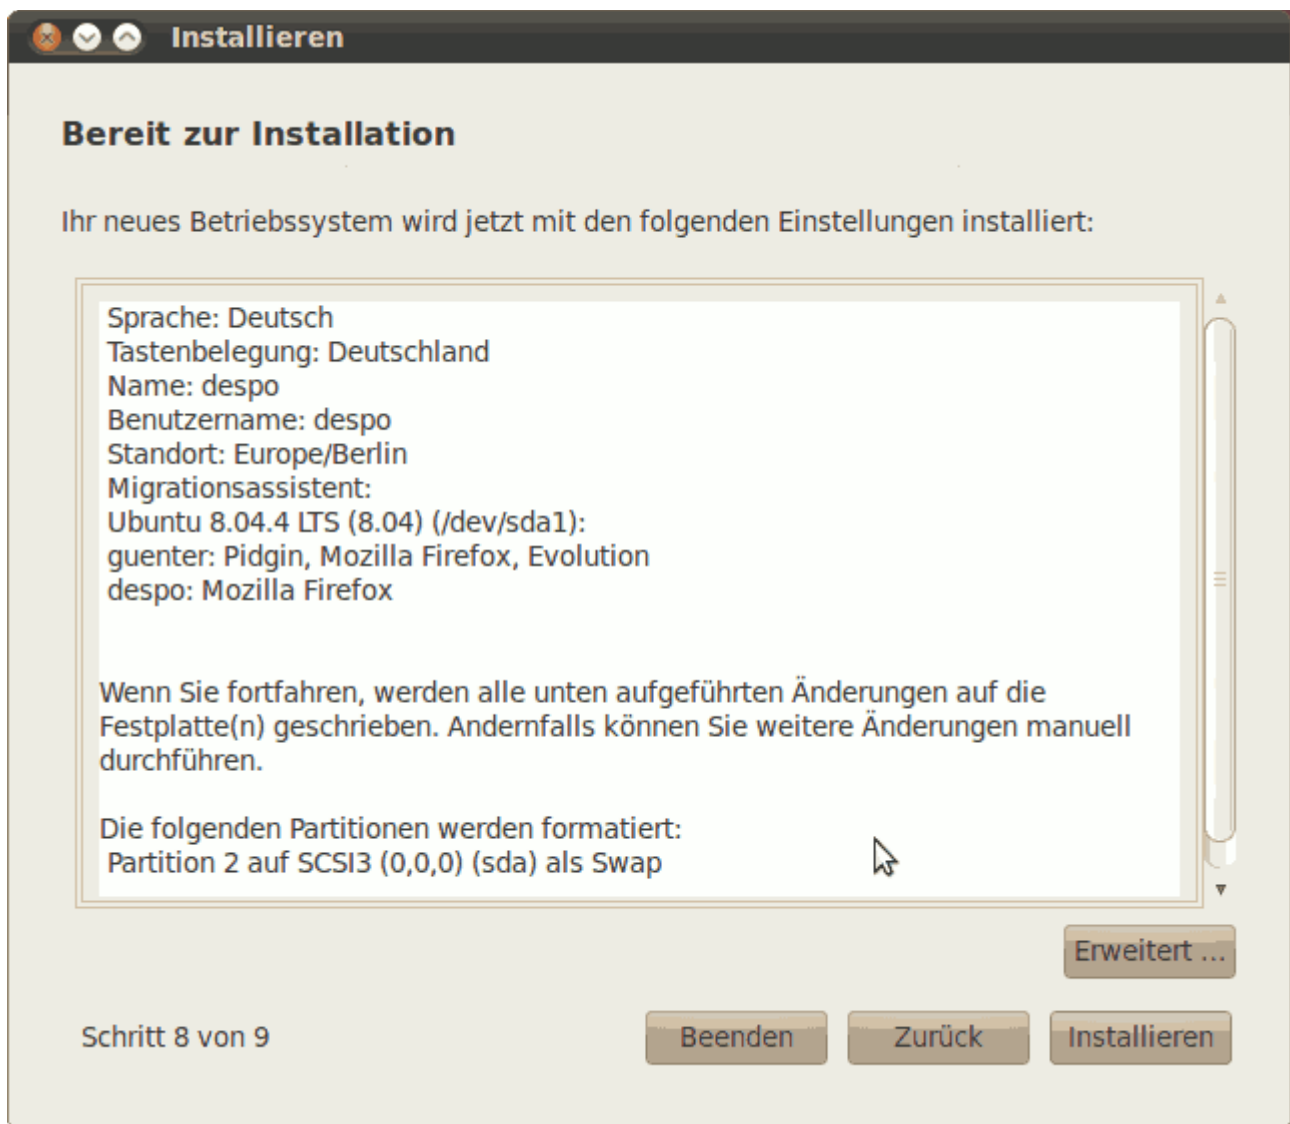 Installieren
Bereit zur Installation
Ihr neues Betriebssystem wird jetzt mit den folgenden Einstellungen installiert:
Sprache: Deutsch
Tastenbelegung: Deutschland
Name: despo
Benutzername: despo
Standort: Europe/Berlin
Migrationsassistent:
Ubuntu 8.04.4 LTS (8.04) (/dev/sda1):
guenter: Pidgin, Mozilla Firefox, Evolution
despo: Mozilla Firefox
Wenn Sie fortfahren, werden alle unten aufgeführten Änderungen auf die
Festplatte(n) geschrieben. Andernfalls können Sie weitere Änderungen manuell
durchführen.
Die folgenden Partitionen werden formatiert:
Partition 2 auf SCSI3 (0,0,0) (sda) als Swap
Erweitert ...
Schritt 8 von 9
Beenden
Zurück
Installieren